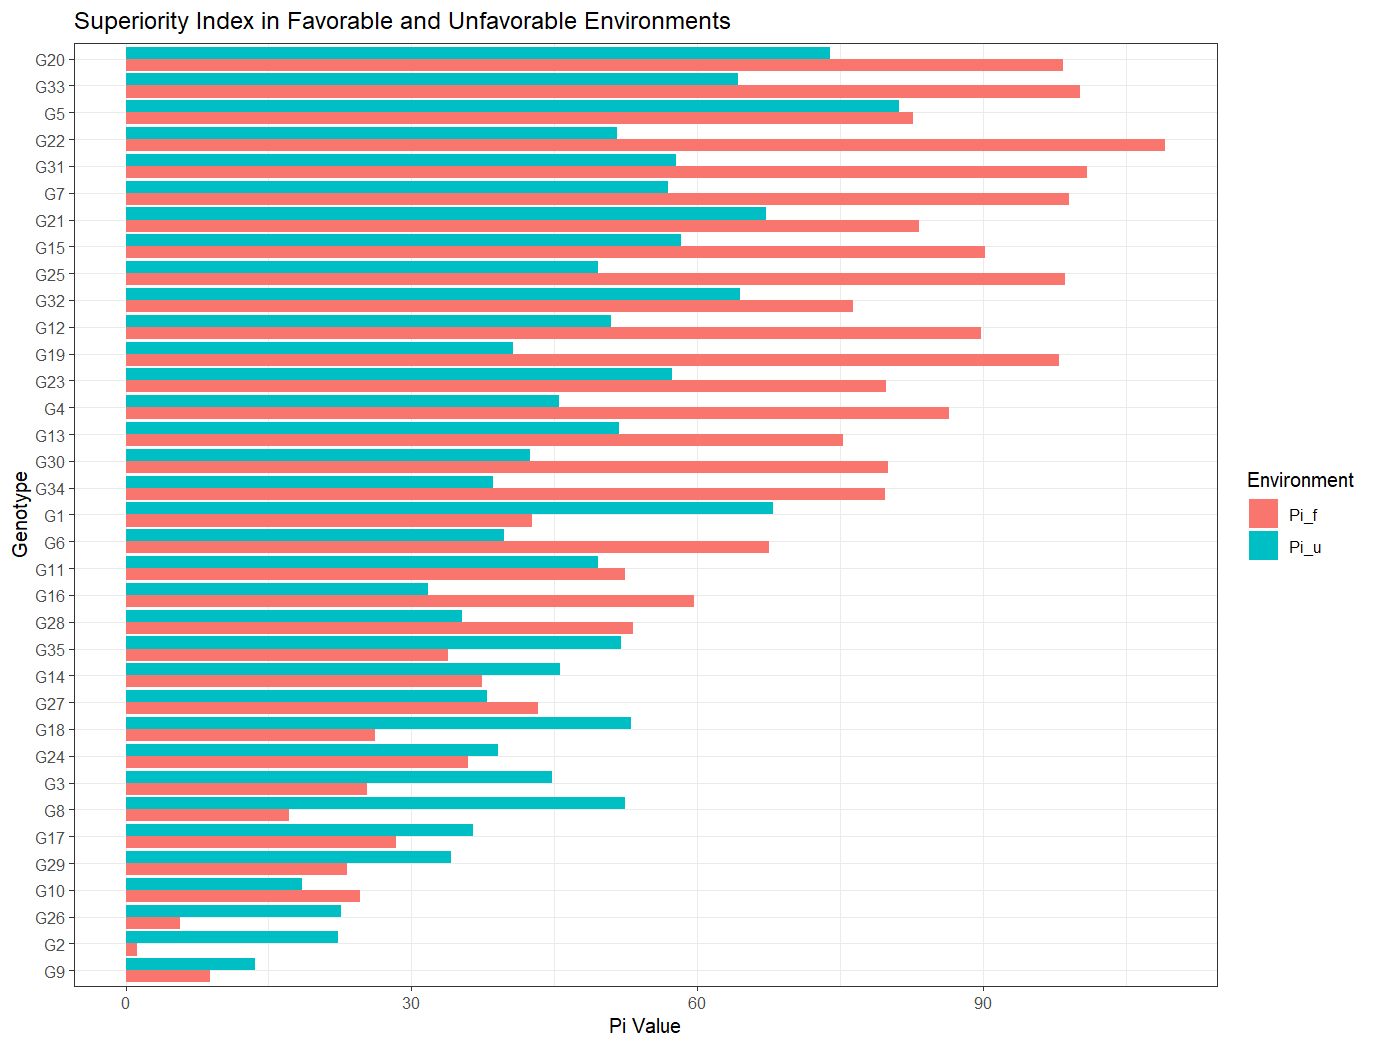 Superiority Index in Favorable and Unfavorable Environments
Genotype
G20
G33
G5
G22
G31
G7
G21
G15
G25
G32
G12
G19
G23
G4
G13
G30
G34
G1
G6
G11
G16
G28
G35
G14
G27
G18
G24
G3
G8
G17
G29
G10
G26
G2
G9
0 30 60 90
Pi Value
Environment
Pi_f
Pi_u